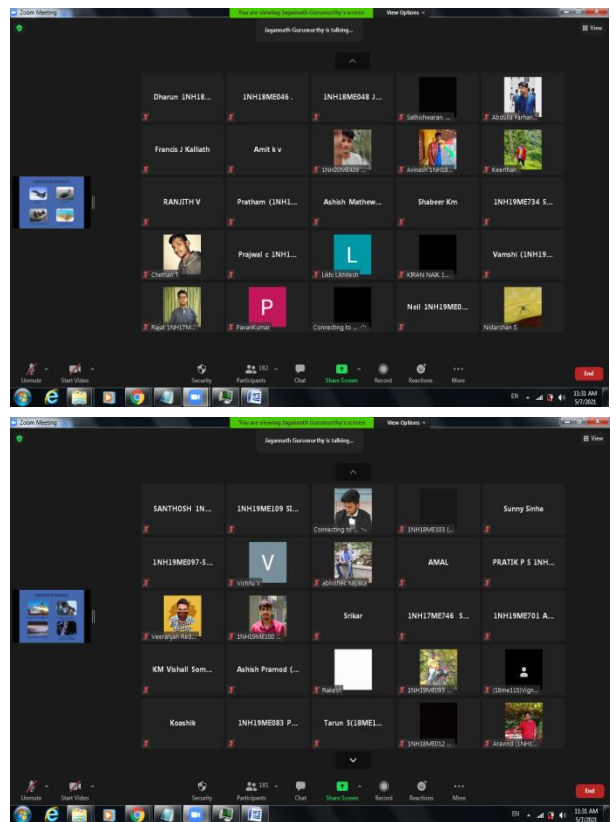 Zoom Meeting You are viewing Jagannath Gurumurthy's screen View Options
Jagannath Gurumurthy is talking...
View
Dharun 1NH18... 1NH18ME046 . 1NH18ME048 J... Sathishwaran. ... Abdulla Farhan...
Francis J Kalliath Amit k v 1NH20ME409 ... Avinash 1NH18... Keerthan
RANJITH V Pratham (1NH1... Ashish Mathew... Shabeer Km 1NH19ME734 S...
Chethan T Prajwal c 1NH1... L Likhi Likhitesh KIRAN NAIK 1... Vamshi (1NH19...
Rajat 1NH17M... P PavanKumar Connecting to ... Neil 1NH19ME0... Nidarshan S
Unmute Start Video Security Participants 182 Chat Share Screen Record Reactions More End
EN 11:31 AM
5/7/2021
Zoom Meeting You are viewing Jagannath Gurumurthy's screen View Options
Jagannath Gurumurthy is talking...
View
SANTHOSH 1N... 1NH19ME109 SI... Connecting to ... 1NH18ME103 (... Sunny Sinha
1NH19ME097-S... V Vishnu V abhishek nayaka AMAL PRATIK P S 1NH...
Veeranjan Red... 1NH19ME100 ... Srikar 1NH17ME746 S... 1NH19ME701 A...
KM Vishall Som... Ashish Pramod (... Rakesh 1NH19ME095 ... (18me113)Vign...
Koashik 1NH19ME083 P... Tarun S(18ME1... 1NH18ME012 ... Aravind (1NH1...
Unmute Start Video Security Participants 181 Chat Share Screen Record Reactions More End
EN 11:31 AM
5/7/2021